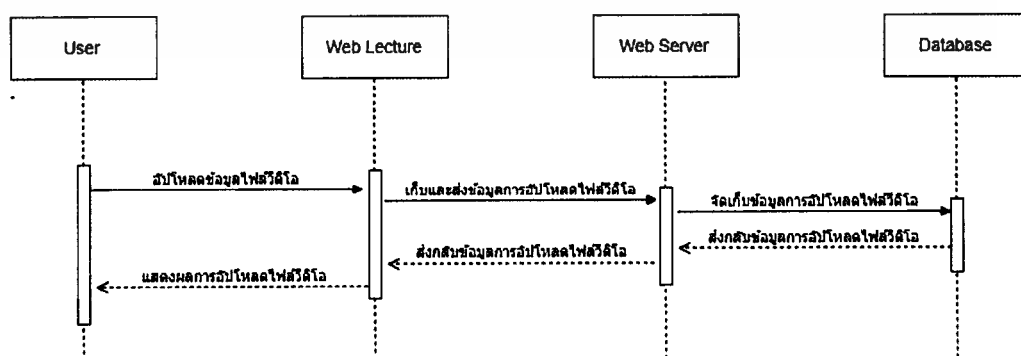 User
Web Lecture
Web Server
Database
อัปโหลดข้อมูลไฟล์วีดีโอ
เก็บและส่งข้อมูลการอัปโหลดไฟล์วีดีโอ
จัดเก็บข้อมูลการอัปโหลดไฟล์วีดีโอ
ส่งกลับข้อมูลการอัปโหลดไฟล์วีดีโอ
ส่งกลับข้อมูลการอัปโหลดไฟล์วีดีโอ
แสดงผลการอัปโหลดไฟล์วีดีโอ